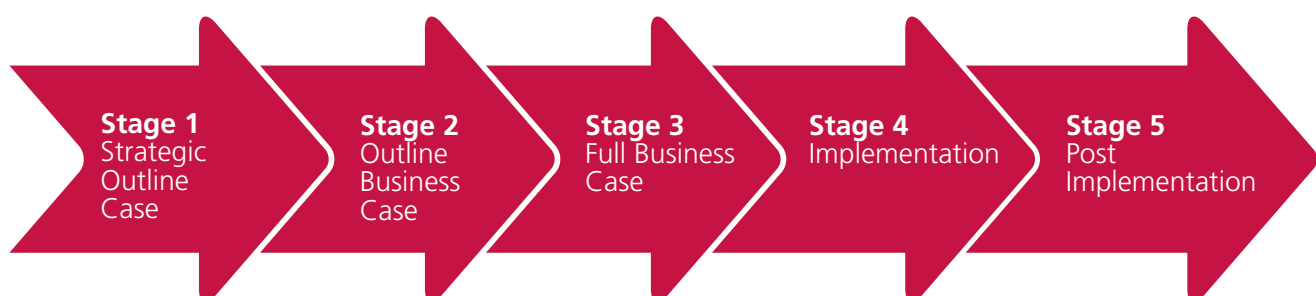 Stage 1
Strategic
Outline
Case
Stage 2
Outline
Business
Case
Stage 3
Full Business
Case
Stage 4
Implementation
Stage 5
Post
Implementation